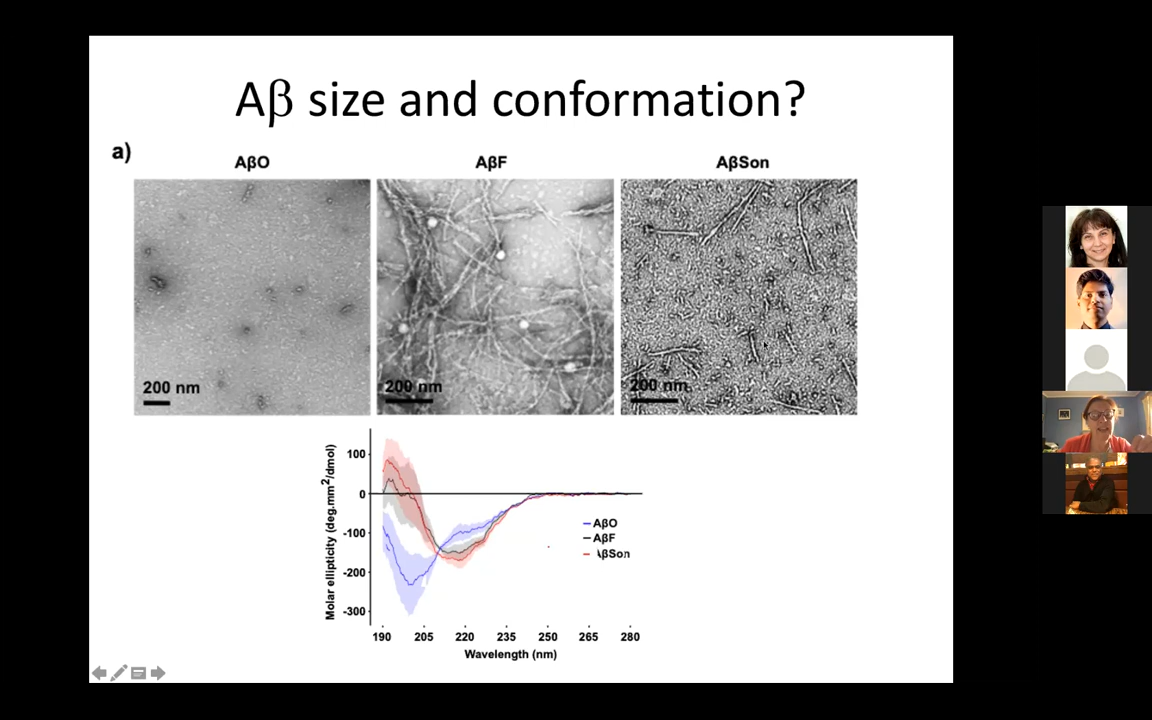 Aβ size and conformation?
a)
AβO
AβF
AβSon
200 nm
200 nm
200 nm
Molar ellipticity (deg.mm²/dmol)
100
0
-100
-200
-300
AβO
AβF
AβSon
190 205 220 235 250 265 280
Wavelength (nm)